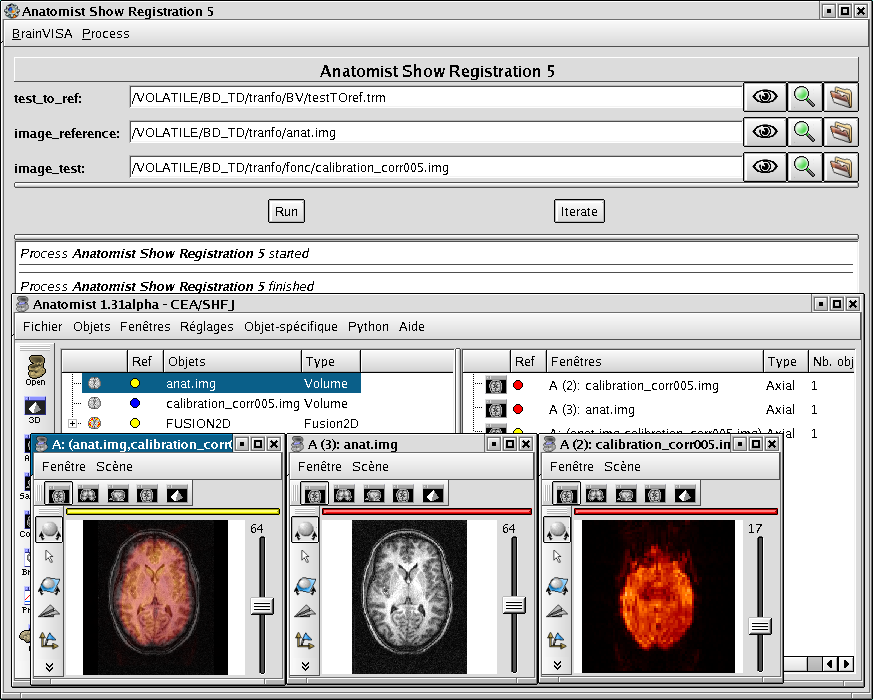 Anatomist Show Registration 5
BrainVISA Process
Anatomist Show Registration 5
test_to_ref: /VOLATILE/BD_TD/tranfo/BV/testTOref.trm
image_reference: /VOLATILE/BD_TD/tranfo/anat.img
image_test: /VOLATILE/BD_TD/tranfo/fonc/calibration_corr005.img
Run Iterate
Process Anatomist Show Registration 5 started
Process Anatomist Show Registration 5 finished
Anatomist 1.31alpha - CEA/SHFJ
Fichier Objets Fenêtres Réglages Objet-spécifique Python Aide
Open
3D
Ref Objets Type
anat.img Volume
calibration_corr005.img Volume
FUSION2D Fusion2D
Ref Fenêtres Type Nb. obj
A (2): calibration_corr005.img Axial 1
A (3): anat.img Axial 1
A: (anat.img,calibration_corr005.img) Axial 1
A: (anat.img,calibration_corr
Fenêtre Scène
64
A (3): anat.img
Fenêtre Scène
64
A (2): calibration_corr005.in
Fenêtre Scène
17